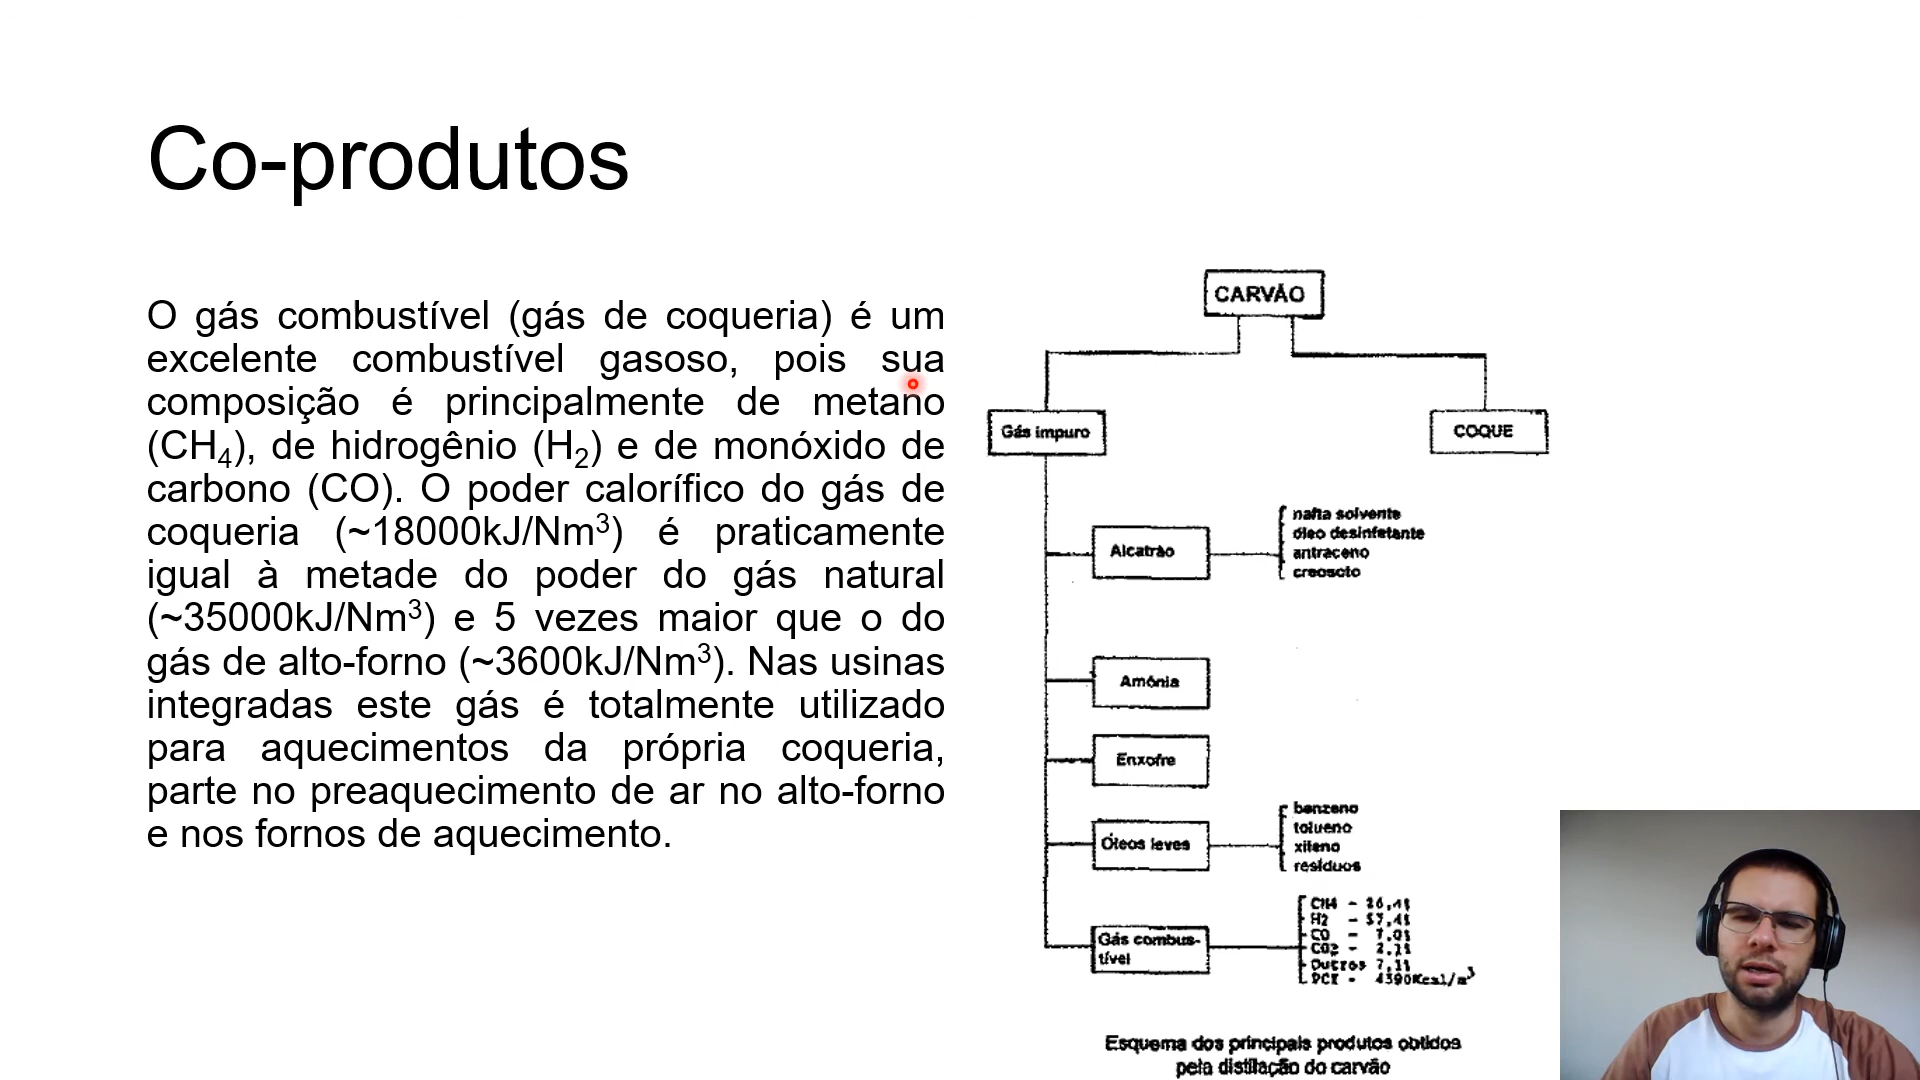 Co-produtos
O gás combustível (gás de coqueria) é um
excelente combustível gasoso, pois sua
composição é principalmente de metano
(CH₄), de hidrogênio (H₂) e de monóxido de
carbono (CO). O poder calorífico do gás de
coqueria (~18000kJ/Nm³) é praticamente
igual à metade do poder do gás natural
(~35000kJ/Nm³) e 5 vezes maior que o do
gás de alto-forno (~3600kJ/Nm³). Nas usinas
integradas este gás é totalmente utilizado
para aquecimentos da própria coqueria,
parte no preaquecimento de ar no alto-forno
e nos fornos de aquecimento.
CARVÃO
Gás impuro
COQUE
Alcatrão
nafta solvente
óleo desinfetante
antraceno
creosoto
Amônia
Enxofre
Óleos leves
benzeno
tolueno
xileno
resíduos
Gás combus-
tível
CH4 -
H2 - 57,4%
CO -
CO2 -
Outros
PCI - 4390Kcal/m³
Esquema dos principais produtos obtidos
pela distilação do carvão